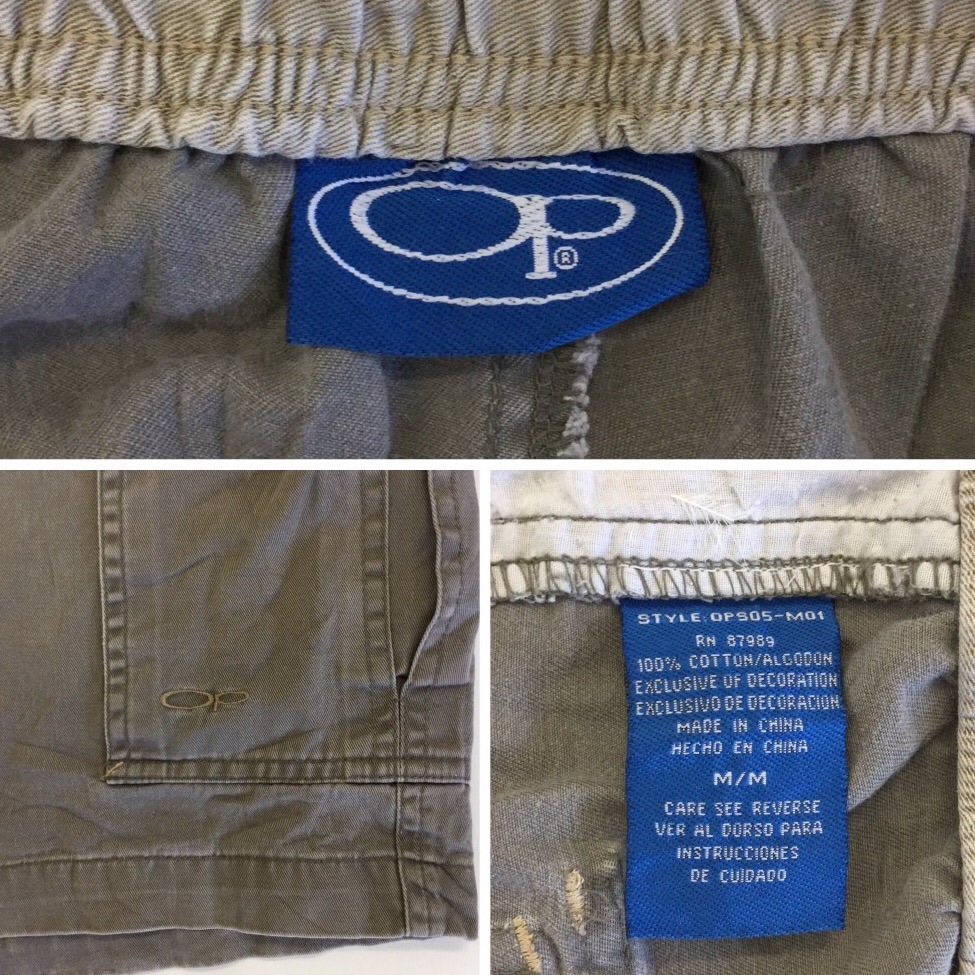 Op®
Op
STYLE: OPS05-M01
RN 87989
100% COTTON/ALGODON
EXCLUSIVE OF DECORATION
EXCLUSIVO DE DECORACION
MADE IN CHINA
HECHO EN CHINA
M/M
CARE SEE REVERSE
VER AL DORSO PARA
INSTRUCCIONES
DE CUIDADO